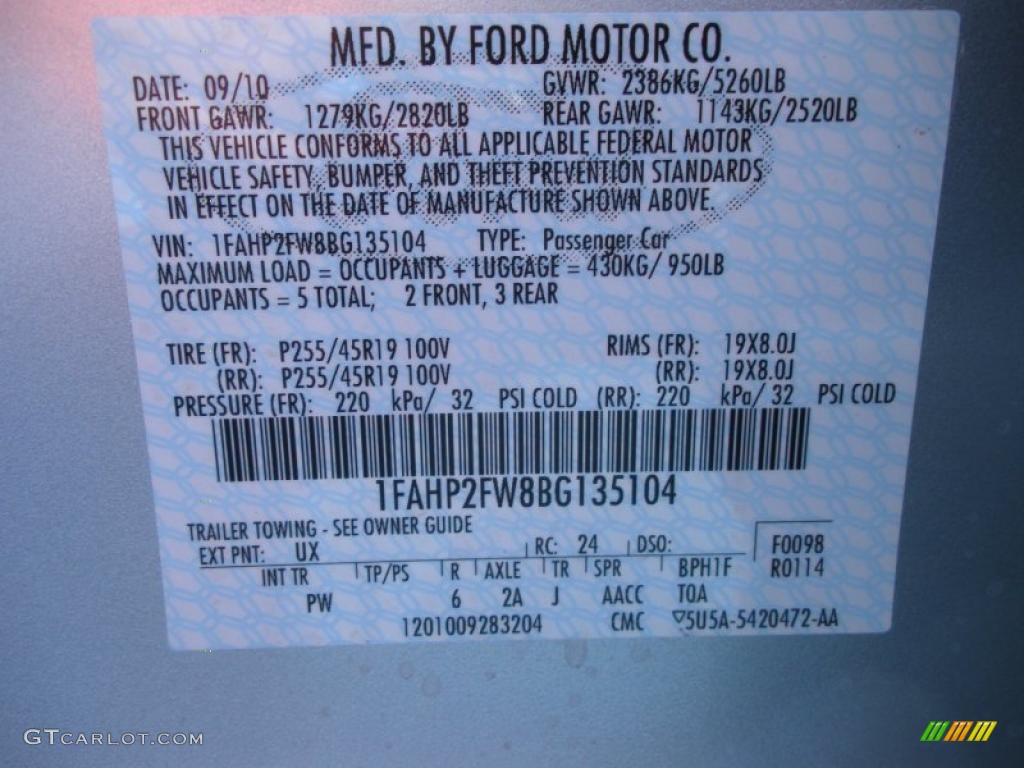 MFD. BY FORD MOTOR CO.
DATE: 09/10 GVWR: 2386KG/5260LB
FRONT GAWR: 1279KG/2820LB REAR GAWR: 1143KG/2520LB
THIS VEHICLE CONFORMS TO ALL APPLICABLE FEDERAL MOTOR
VEHICLE SAFETY, BUMPER, AND THEFT PREVENTION STANDARDS
IN EFFECT ON THE DATE OF MANUFACTURE SHOWN ABOVE.
VIN: 1FAHP2FW8BG135104 TYPE: Passenger Car
MAXIMUM LOAD = OCCUPANTS + LUGGAGE = 430KG/ 950LB
OCCUPANTS = 5 TOTAL; 2 FRONT, 3 REAR
TIRE (FR): P255/45R19 100V RIMS (FR): 19X8.0J
(RR): P255/45R19 100V (RR): 19X8.0J
PRESSURE (FR): 220 kPa/ 32 PSI COLD (RR): 220 kPa/ 32 PSI COLD
1FAHP2FW8BG135104
TRAILER TOWING - SEE OWNER GUIDE
EXT PNT: UX RC: 24 DSO: F0098
INT TR TP/PS R AXLE TR SPR BPH1F R0114
PW 6 2A J AACC TOA
1201009283204 CMC ▽5U5A-5420472-AA
GTCARLOT.COM